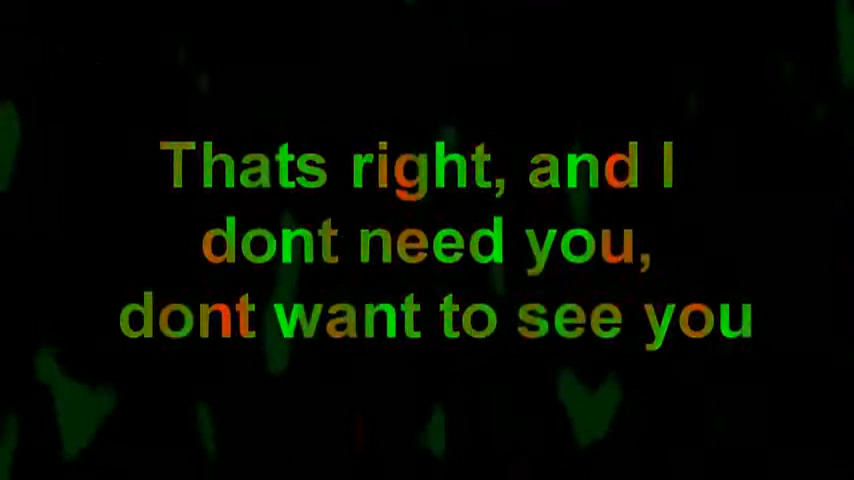 Thats right, and I
dont need you,
dont want to see you